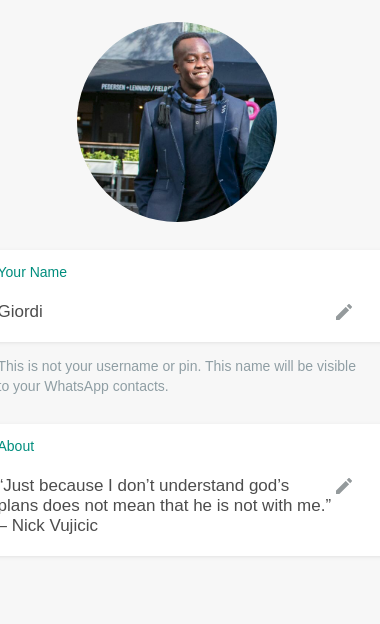 PEDERSEN + LENNARD / FIELD
Your Name
Giordi
This is not your username or pin. This name will be visible
to your WhatsApp contacts.
About
“Just because I don’t understand god’s
plans does not mean that he is not with me.”
– Nick Vujicic